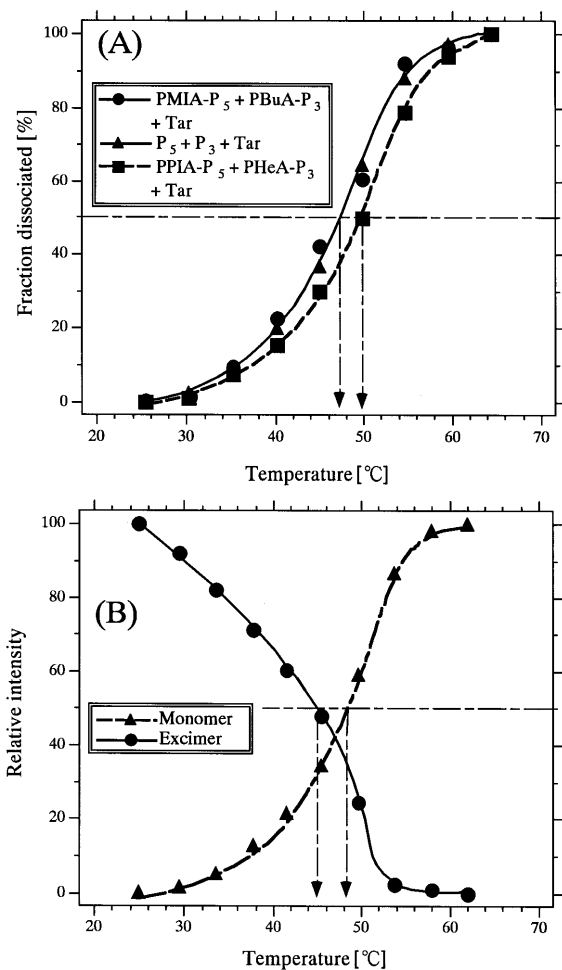 (A)
100
80
60
40
20
0
Fraction dissociated [%]
PMIA-P5 + PBuA-P3
+ Tar
P5 + P3 + Tar
PPIA-P5 + PHeA-P3
+ Tar
20 30 40 50 60 70
Temperature [℃]
(B)
100
80
60
40
20
0
Relative intensity
Monomer
Excimer
20 30 40 50 60 70
Temperature [℃]